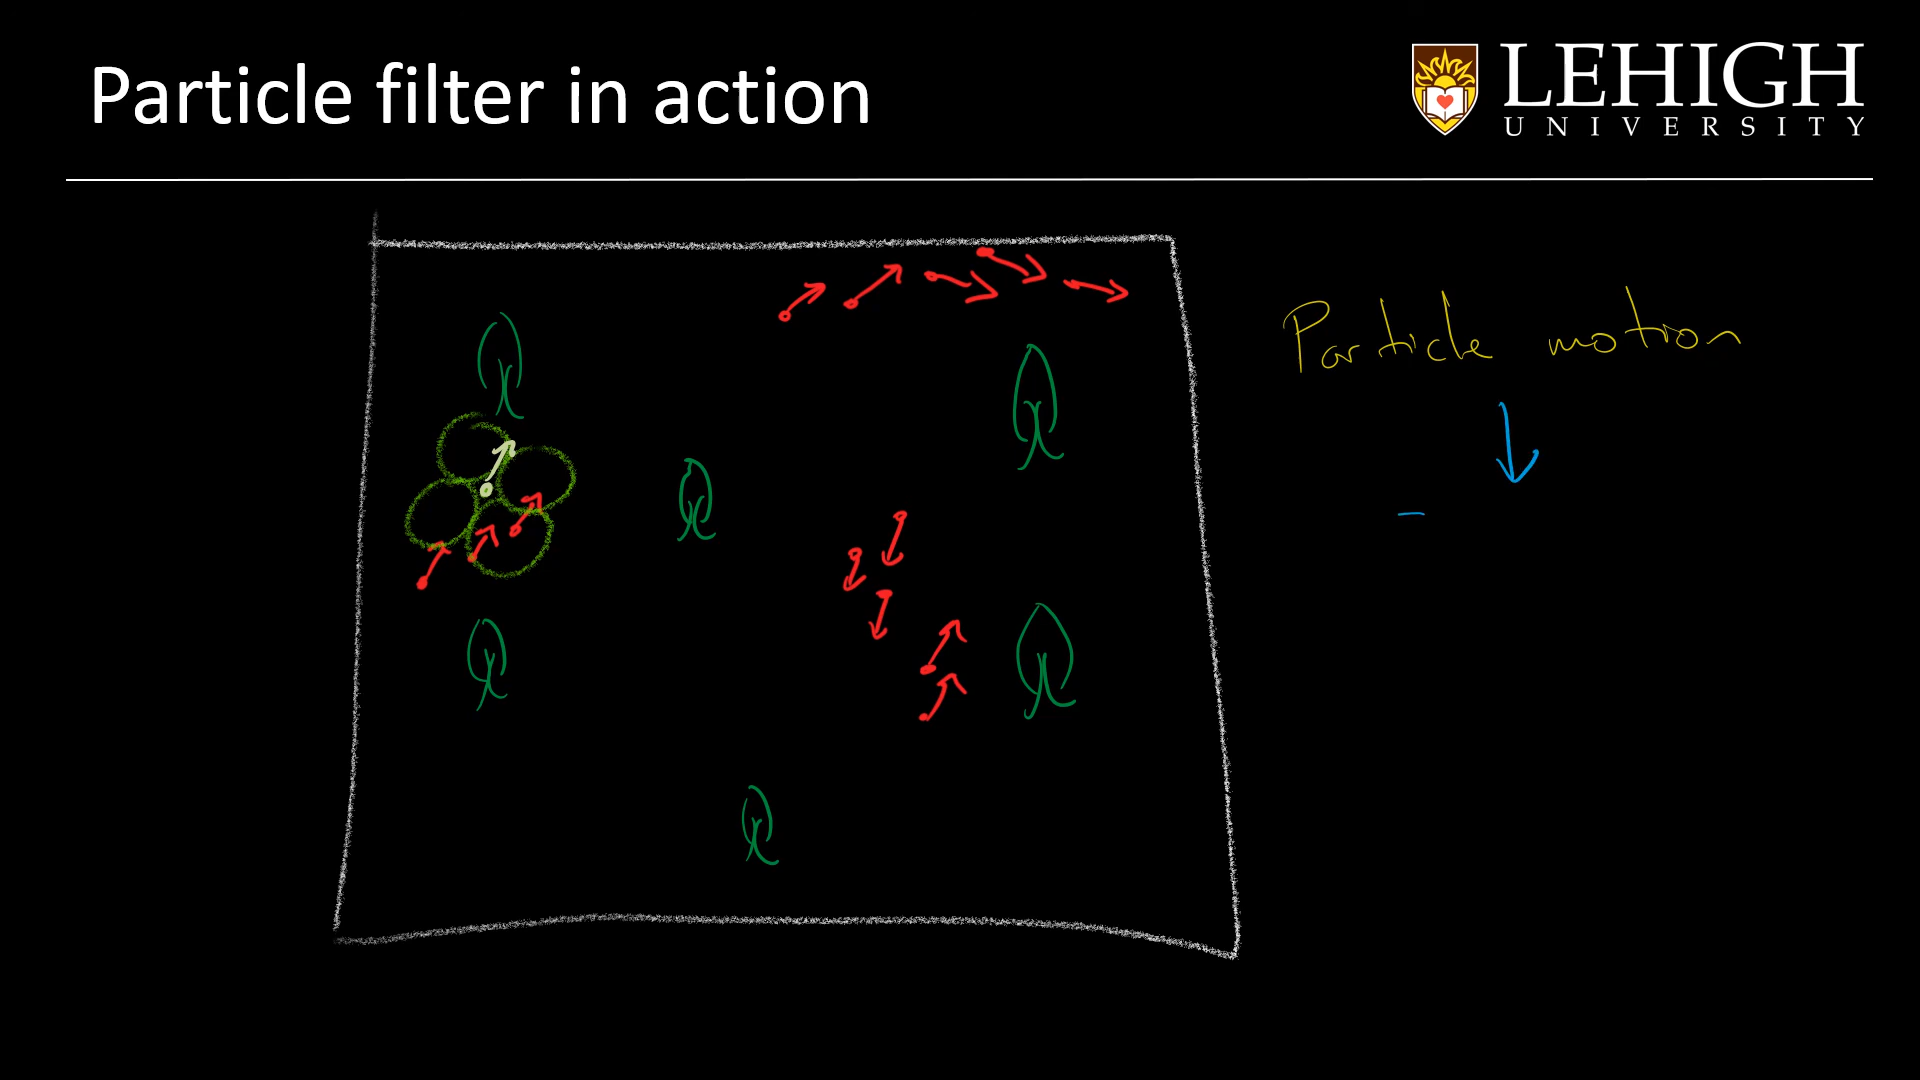 Particle filter in action
LEHIGH
UNIVERSITY
Particle motion
-